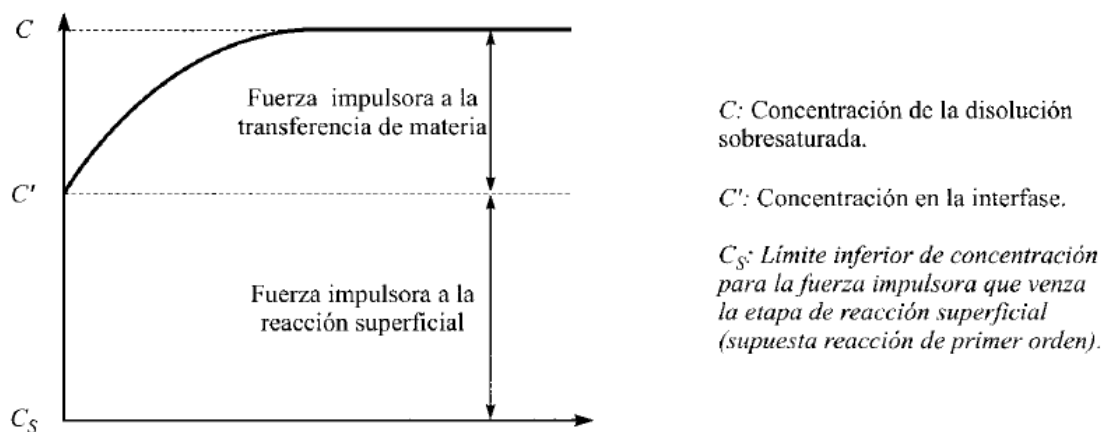 C
Fuerza impulsora a la
transferencia de materia
C'
Fuerza impulsora a la
reacción superficial
C_S
C: Concentración de la disolución
sobresaturada.
C': Concentración en la interfase.
C_S: Límite inferior de concentración
para la fuerza impulsora que venza
la etapa de reacción superficial
(supuesta reacción de primer orden).